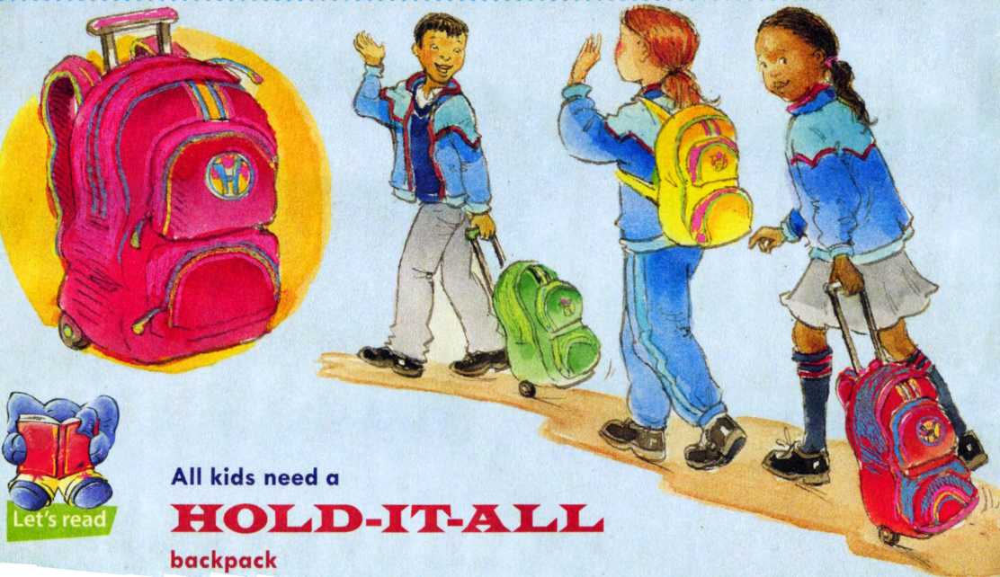 H
Let's read
All kids need a
HOLD-IT-ALL
backpack